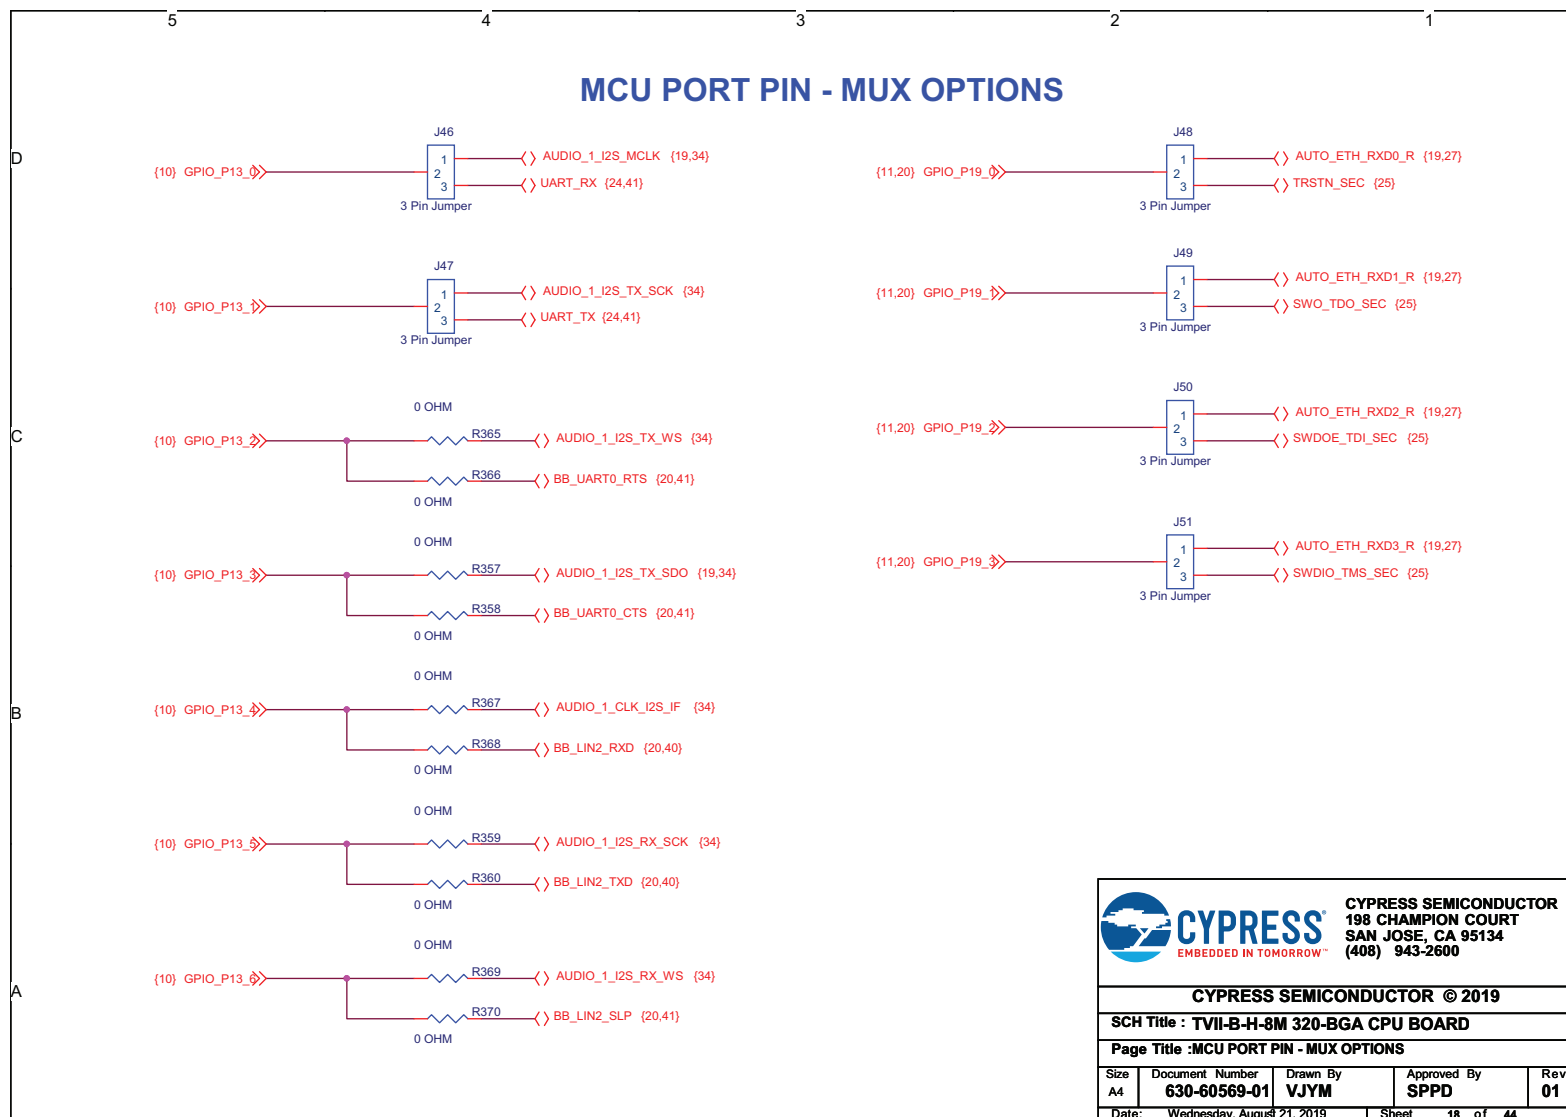 5 4 3 2 1
MCU PORT PIN - MUX OPTIONS
D
J46
{10} GPIO_P13_0
1 AUDIO_1_I2S_MCLK {19,34}
2
3 UART_RX {24,41}
3 Pin Jumper
J47
{10} GPIO_P13_1
1 AUDIO_1_I2S_TX_SCK {34}
2
3 UART_TX {24,41}
3 Pin Jumper
C
0 OHM
{10} GPIO_P13_2
R365 AUDIO_1_I2S_TX_WS {34}
R366 BB_UART0_RTS {20,41}
0 OHM
0 OHM
{10} GPIO_P13_3
R357 AUDIO_1_I2S_TX_SDO {19,34}
R358 BB_UART0_CTS {20,41}
0 OHM
0 OHM
B
{10} GPIO_P13_4
R367 AUDIO_1_CLK_I2S_IF {34}
R368 BB_LIN2_RXD {20,40}
0 OHM
0 OHM
{10} GPIO_P13_5
R359 AUDIO_1_I2S_RX_SCK {34}
R360 BB_LIN2_TXD {20,40}
0 OHM
0 OHM
A
{10} GPIO_P13_6
R369 AUDIO_1_I2S_RX_WS {34}
R370 BB_LIN2_SLP {20,41}
0 OHM
J48
{11,20} GPIO_P19_0
1 AUTO_ETH_RXD0_R {19,27}
2
3 TRSTN_SEC {25}
3 Pin Jumper
J49
{11,20} GPIO_P19_1
1 AUTO_ETH_RXD1_R {19,27}
2
3 SWO_TDO_SEC {25}
3 Pin Jumper
J50
{11,20} GPIO_P19_2
1 AUTO_ETH_RXD2_R {19,27}
2
3 SWDOE_TDI_SEC {25}
3 Pin Jumper
J51
{11,20} GPIO_P19_3
1 AUTO_ETH_RXD3_R {19,27}
2
3 SWDIO_TMS_SEC {25}
3 Pin Jumper
CYPRESS
EMBEDDED IN TOMORROW™
CYPRESS SEMICONDUCTOR
198 CHAMPION COURT
SAN JOSE, CA 95134
(408) 943-2600
CYPRESS SEMICONDUCTOR © 2019
SCH Title : TVII-B-H-8M 320-BGA CPU BOARD
Page Title :MCU PORT PIN - MUX OPTIONS
Size Document Number Drawn By Approved By Rev
A4 630-60569-01 VJYM SPPD 01
Date: Wednesday, August 21, 2019 Sheet 18 of 44